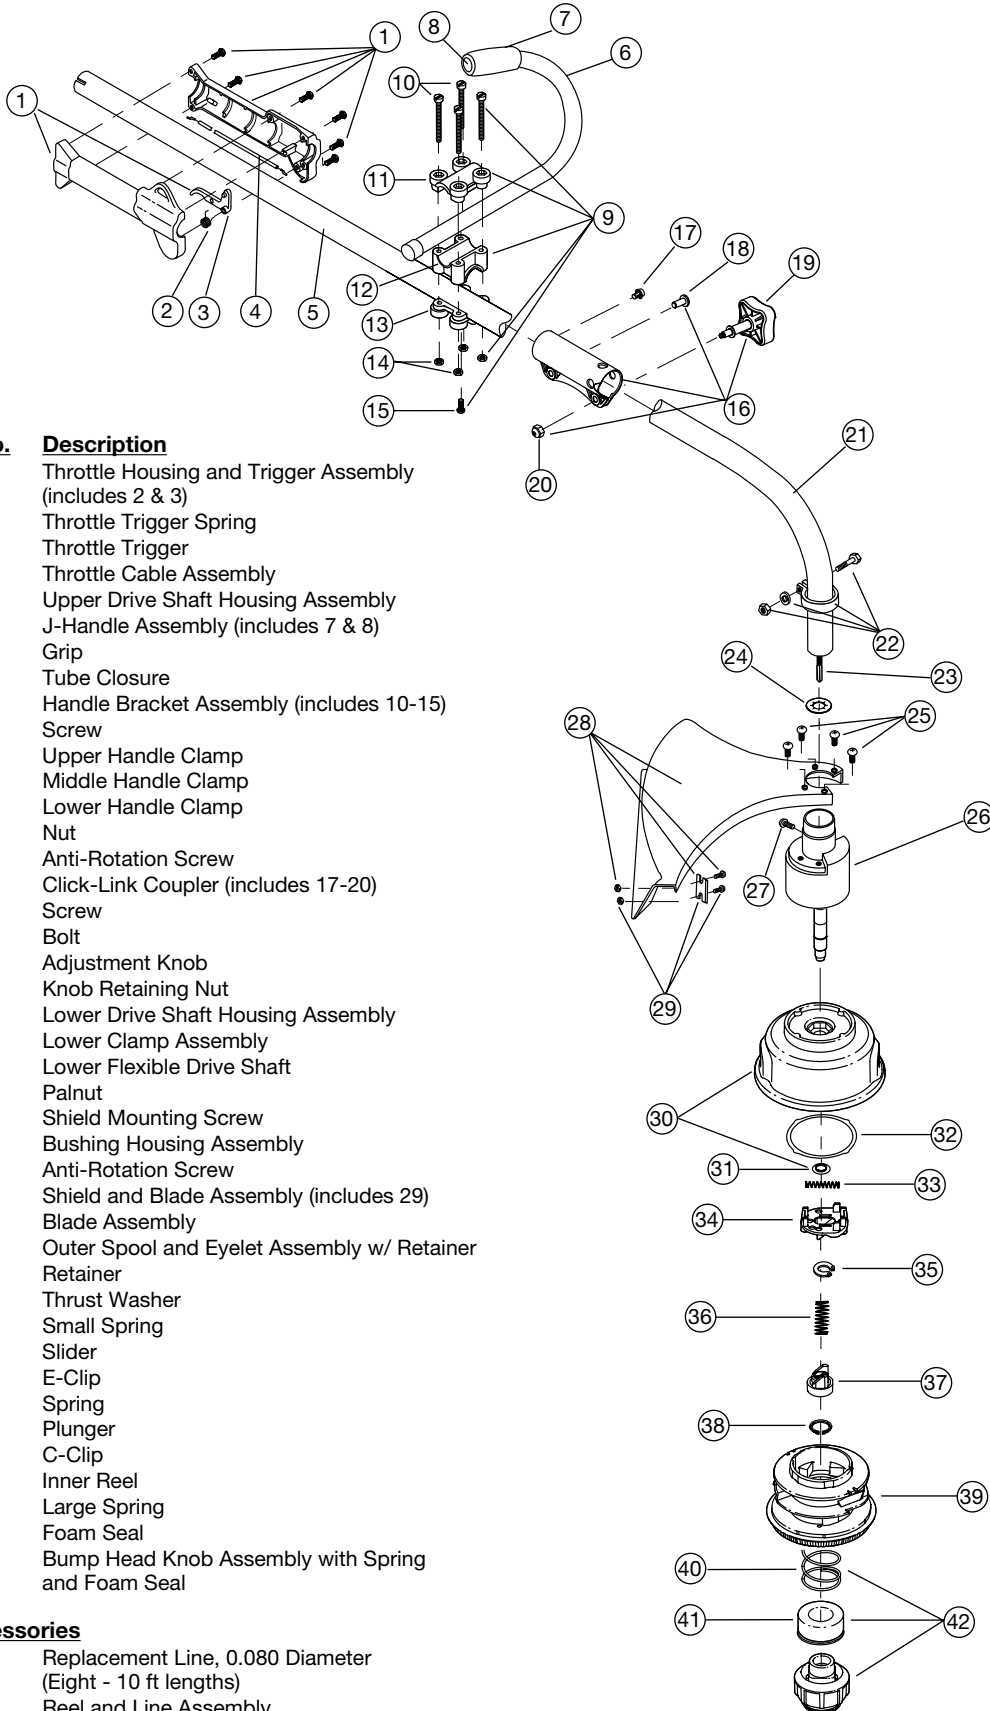 8
7
6
1
10
1
11
9
17
18
19
12
2
3
4
5
13
14
16
15
20
21
22
24
23
25
28
26
27
29
30
32
31
33
34
35
36
37
38
39
40
41
42
Description
Throttle Housing and Trigger Assembly
(includes 2 & 3)
Throttle Trigger Spring
Throttle Trigger
Throttle Cable Assembly
Upper Drive Shaft Housing Assembly
J-Handle Assembly (includes 7 & 8)
Grip
Tube Closure
Handle Bracket Assembly (includes 10-15)
Screw
Upper Handle Clamp
Middle Handle Clamp
Lower Handle Clamp
Nut
Anti-Rotation Screw
Click-Link Coupler (includes 17-20)
Screw
Bolt
Adjustment Knob
Knob Retaining Nut
Lower Drive Shaft Housing Assembly
Lower Clamp Assembly
Lower Flexible Drive Shaft
Palnut
Shield Mounting Screw
Bushing Housing Assembly
Anti-Rotation Screw
Shield and Blade Assembly (includes 29)
Blade Assembly
Outer Spool and Eyelet Assembly w/ Retainer
Retainer
Thrust Washer
Small Spring
Slider
E-Clip
Spring
Plunger
C-Clip
Inner Reel
Large Spring
Foam Seal
Bump Head Knob Assembly with Spring
and Foam Seal
essories
Replacement Line, 0.080 Diameter
(Eight - 10 ft lengths)
Reel and Line Assembly